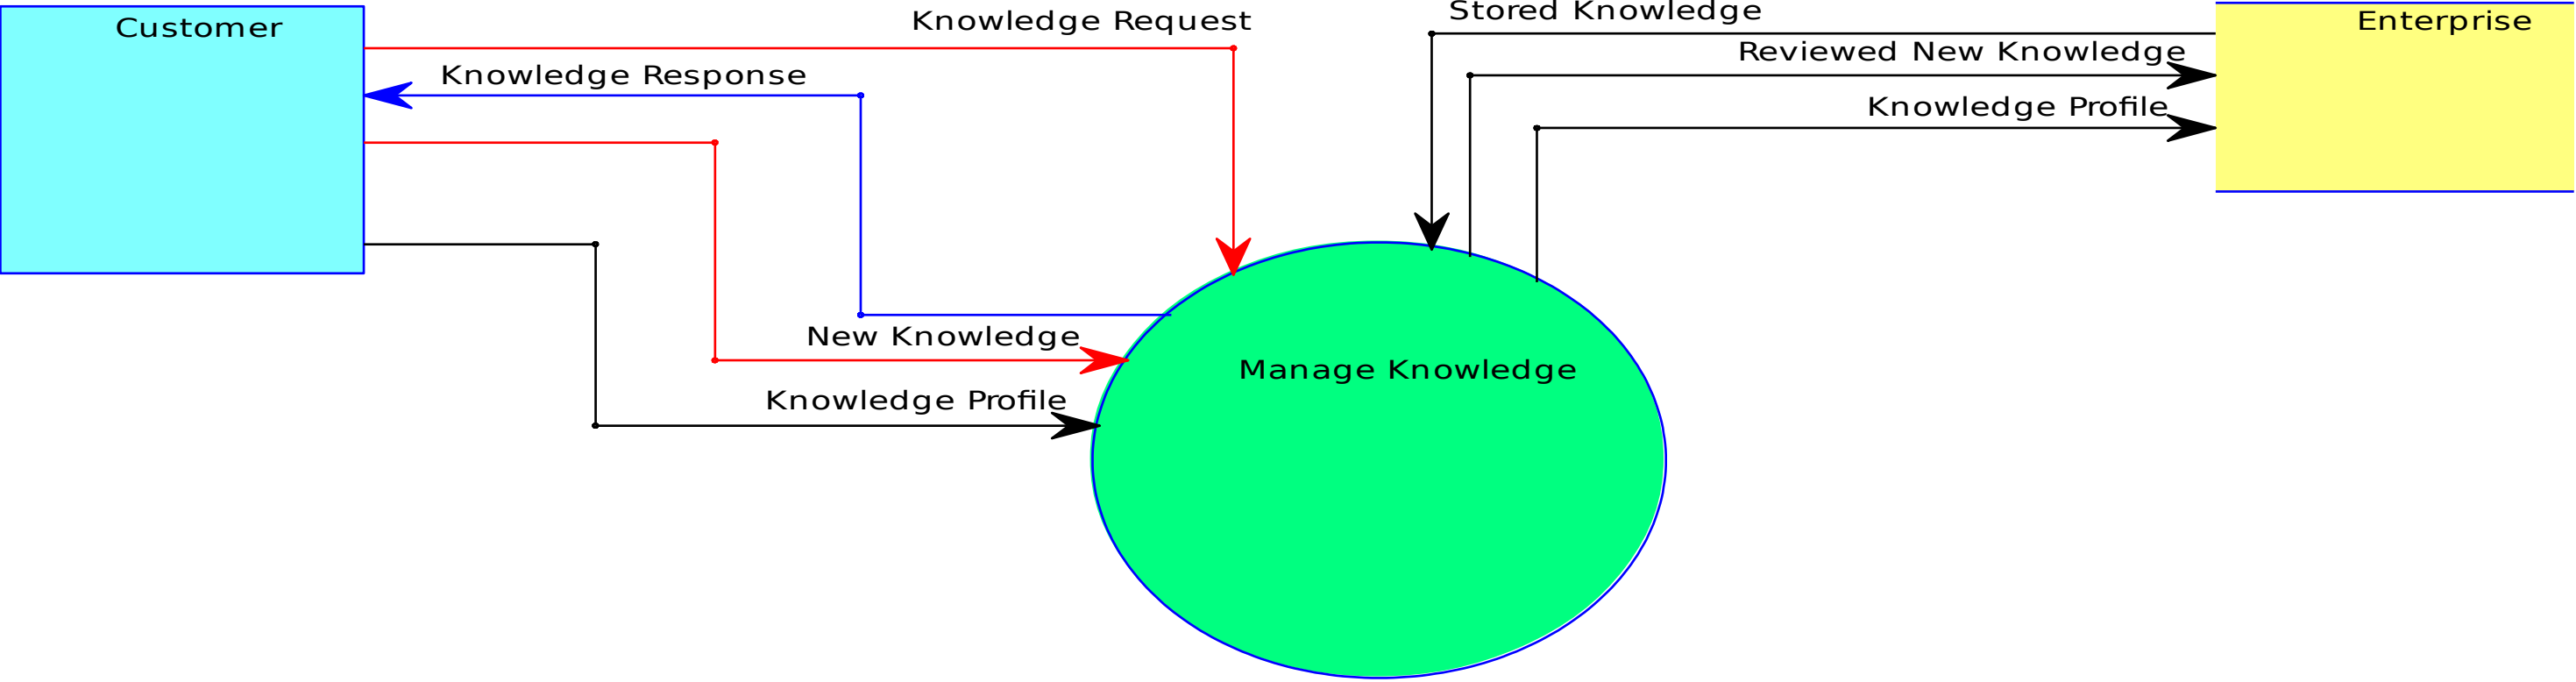 Customer
Knowledge Request
Stored Knowledge
Enterprise
Reviewed New Knowledge
Knowledge Response
Knowledge Profile
New Knowledge
Manage Knowledge
Knowledge Profile